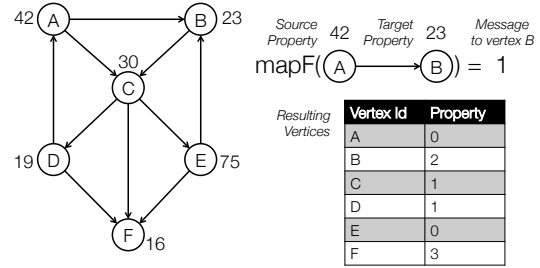 42 A B 23
30
C
19 D E 75
F 16
Source Property 42 Target Property 23 Message to vertex B
mapF( A B ) = 1
Resulting Vertices
Vertex Id Property
A 0
B 2
C 1
D 1
E 0
F 3